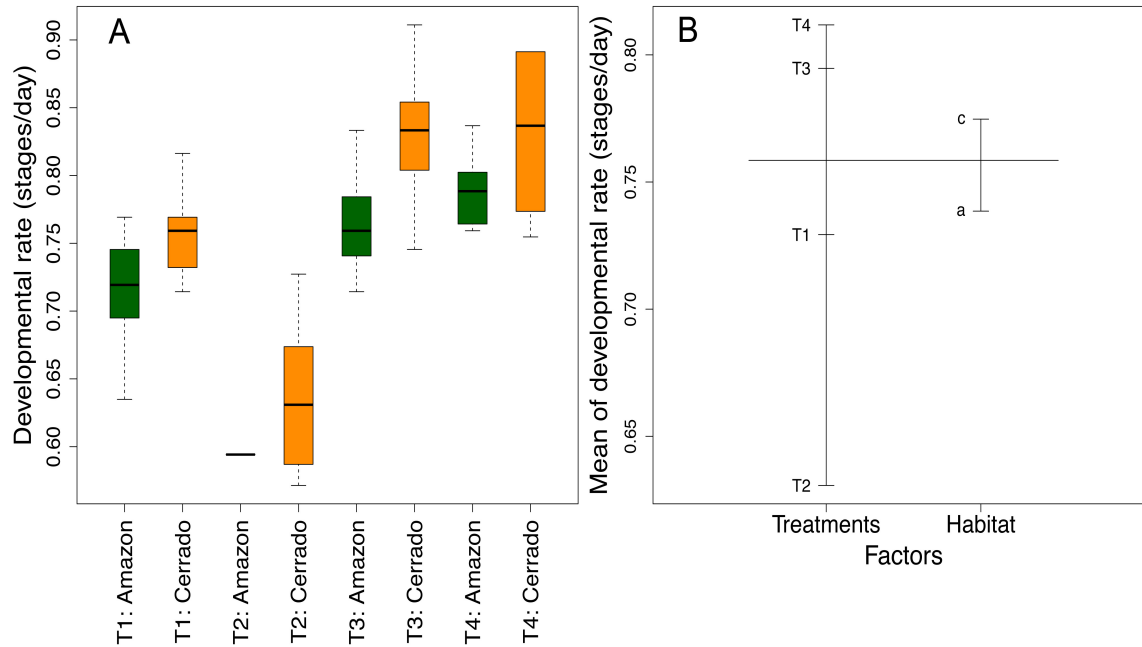 A
Developmental rate (stages/day)
0.90
0.85
0.80
0.75
0.70
0.65
0.60
T1: Amazon
T1: Cerrado
T2: Amazon
T2: Cerrado
T3: Amazon
T3: Cerrado
T4: Amazon
T4: Cerrado
B
Mean of developmental rate (stages/day)
0.80
0.75
0.70
0.65
T4
T3
T1
T2
c
a
Treatments
Habitat
Factors